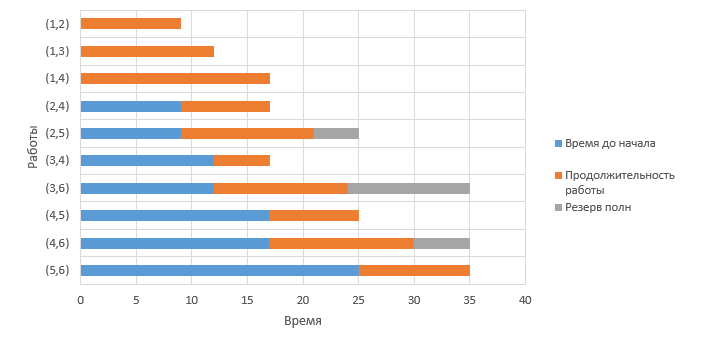 (1,2)
(1,3)
(1,4)
(2,4)
(2,5)
(3,4)
(3,6)
(4,5)
(4,6)
(5,6)
Работы
0 5 10 15 20 25 30 35 40
Время
Время до начала
Продолжительность
работы
Резерв полн